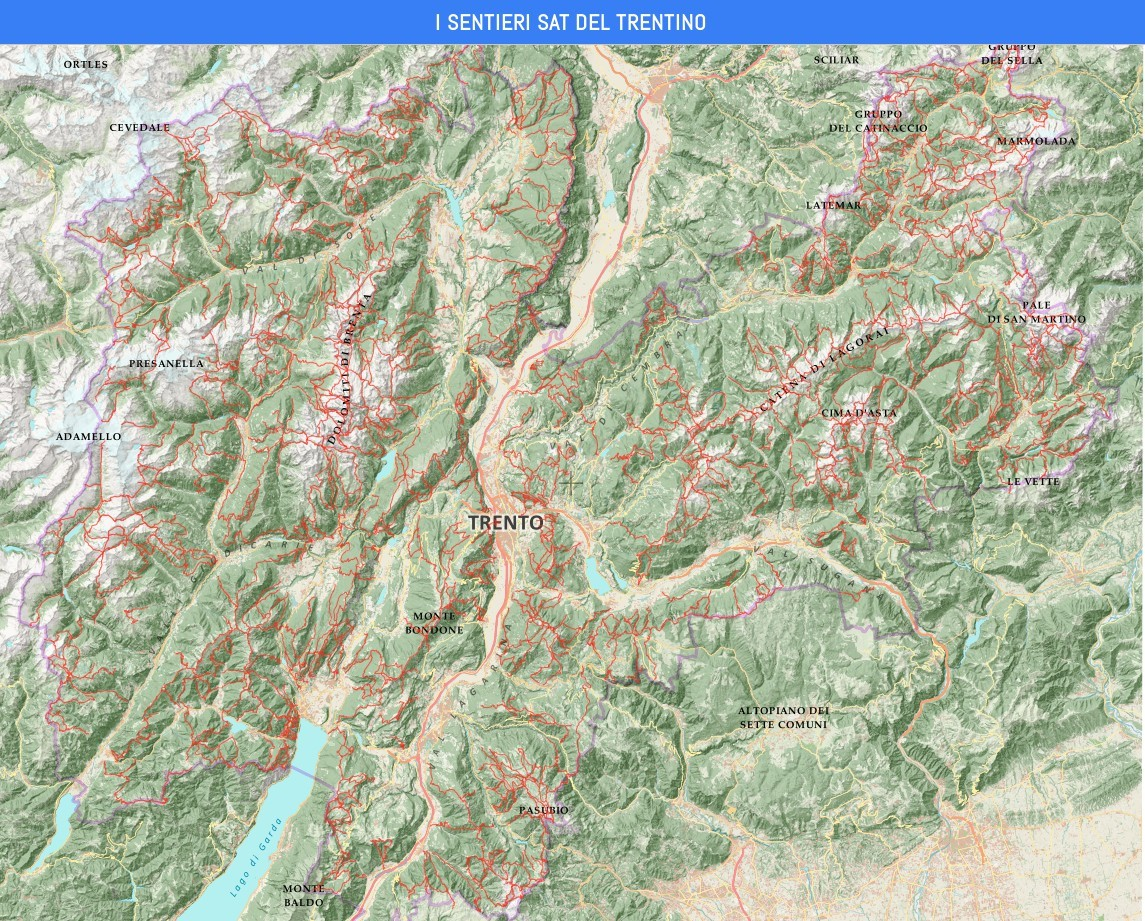 I SENTIERI SAT DEL TRENTINO
ORTLES
SCILIAR
GRUPPO
DEL SELLA
CEVEDALE
GRUPPO
DEL CATINACCIO
MARMOLADA
LATEMAR
VAL DI SOLE
PALE
DI SAN MARTINO
PRESANELLA
DOLOMITI DI BRENTA
VAL DI CEMBRA
CATENA DI LAGORAI
CIMA D'ASTA
ADAMELLO
LE VETTE
TRENTO
MONTE
BONDONE
ALTOPIANO DEI
SETTE COMUNI
PASUBIO
Lago di Garda
MONTE
BALDO